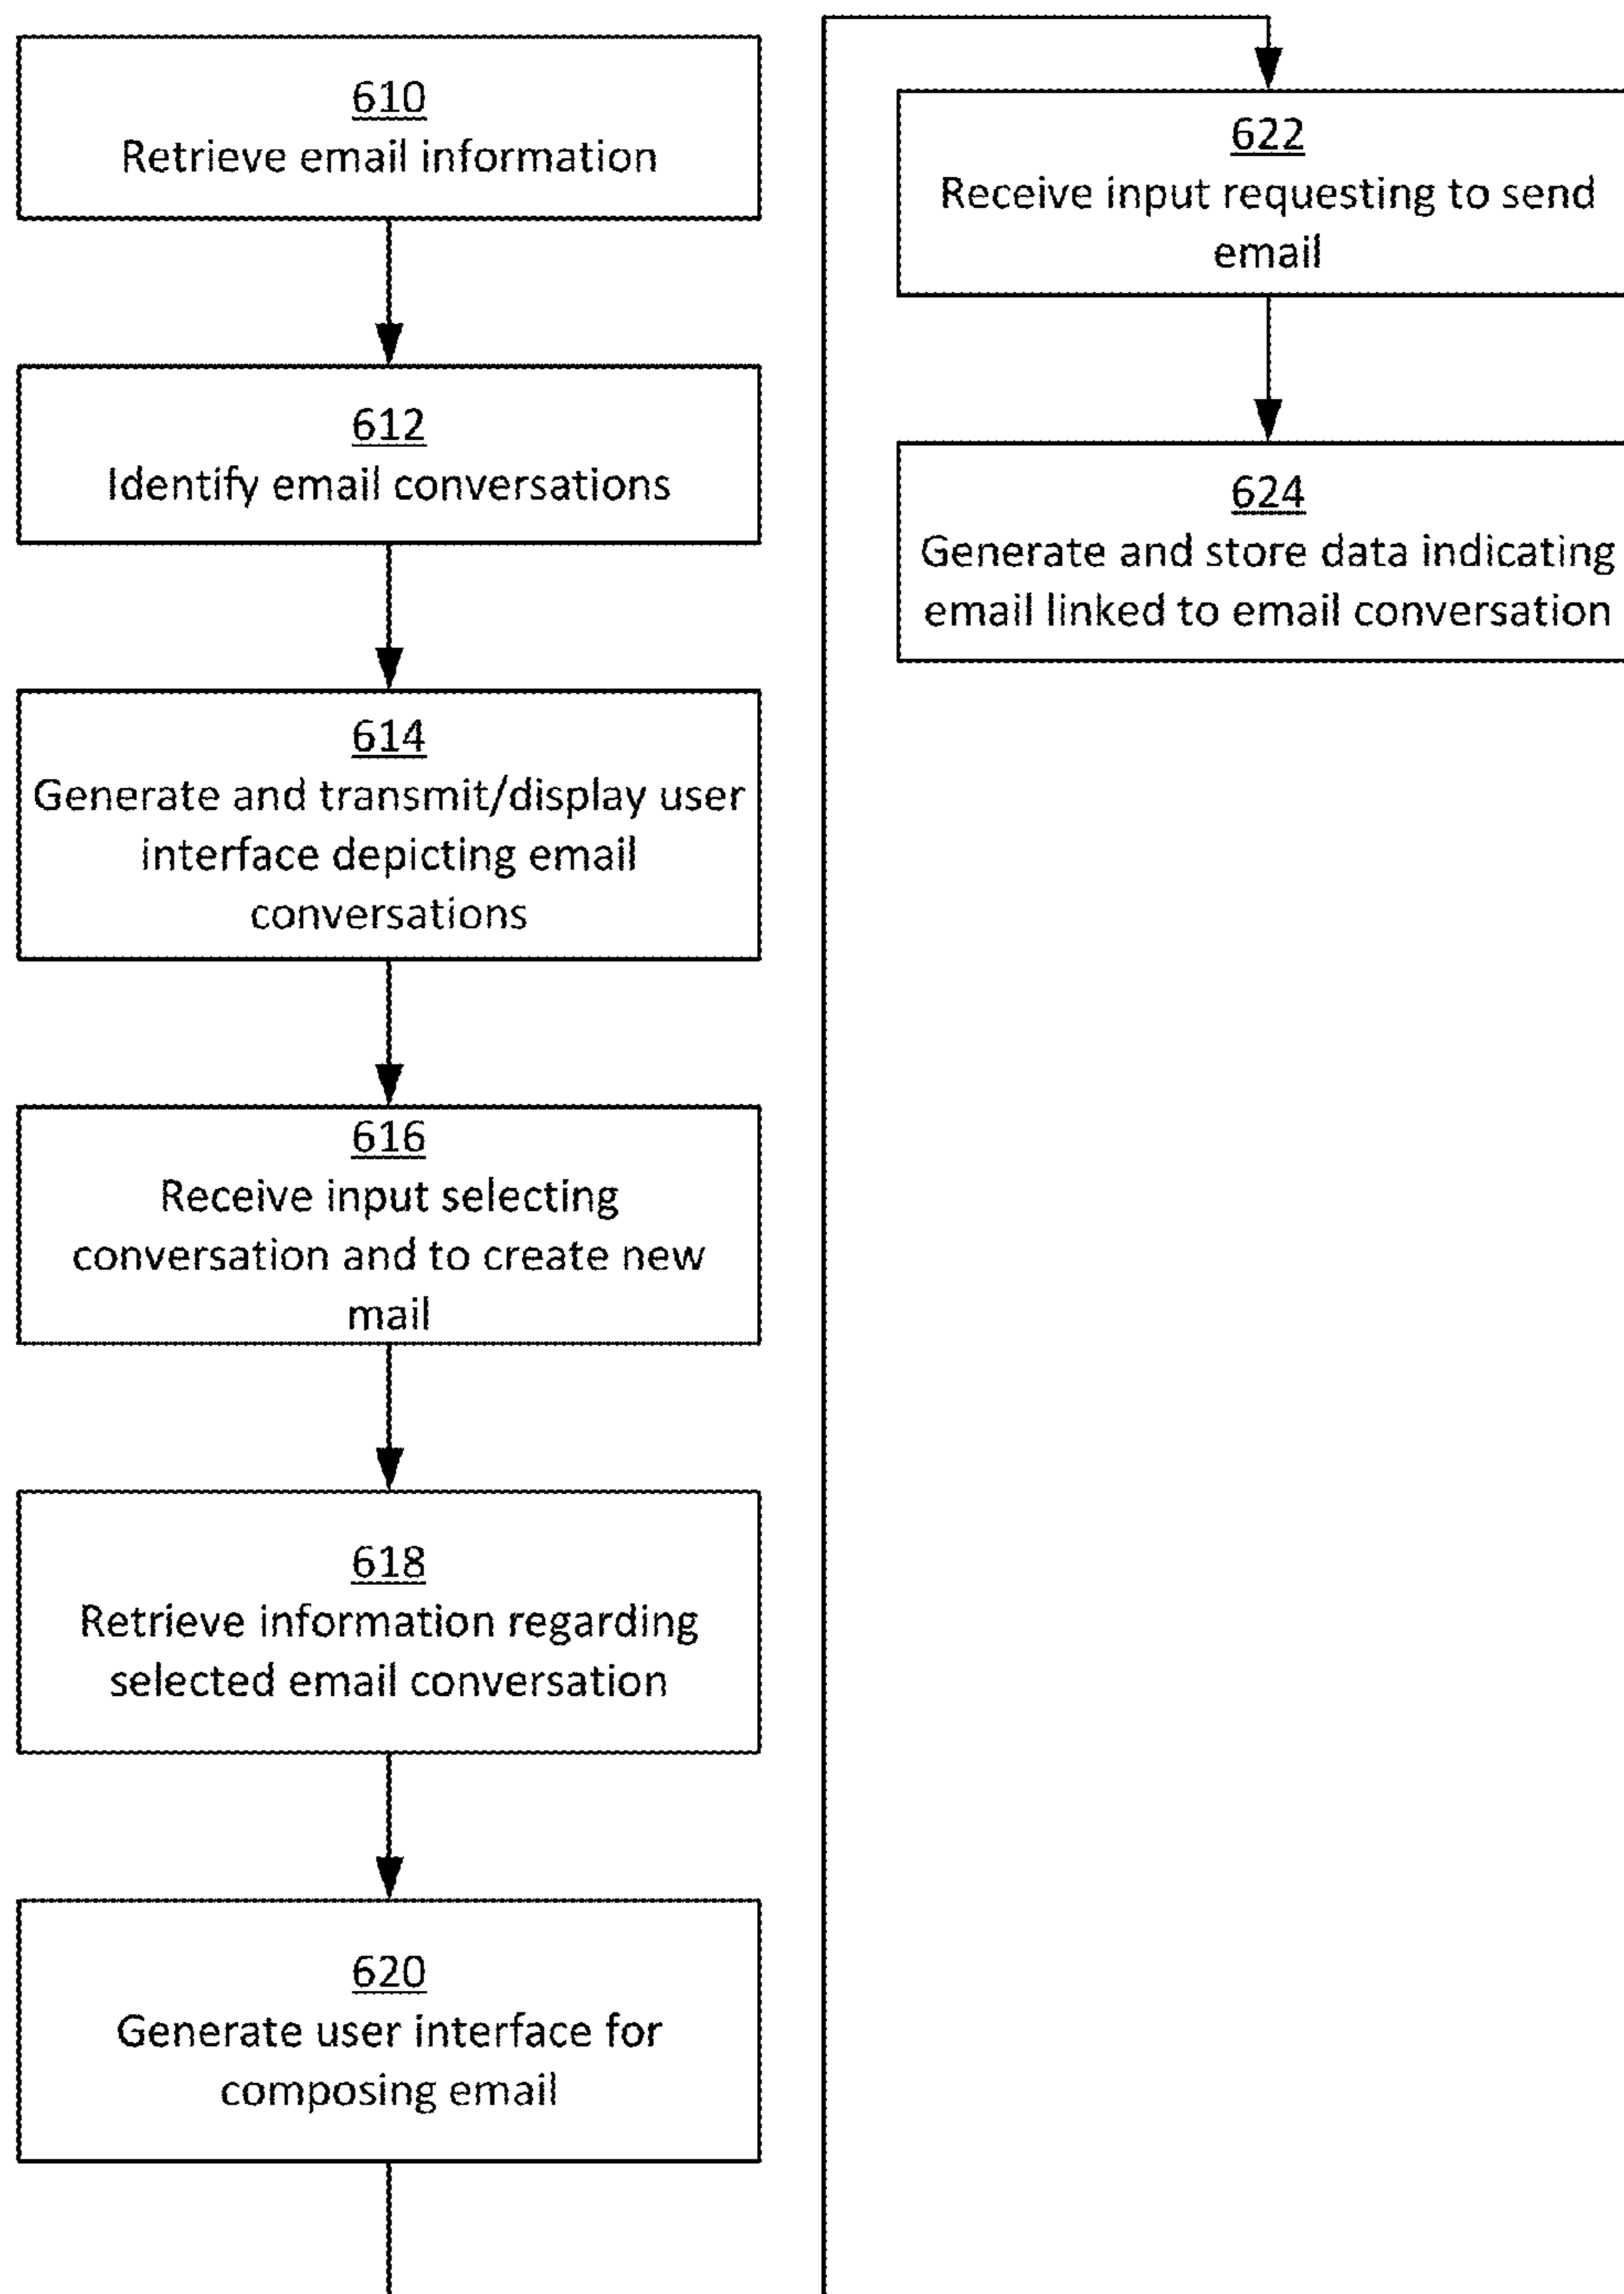 610
Retrieve email information
612
Identify email conversations
614
Generate and transmit/display user
interface depicting email
conversations
616
Receive input selecting
conversation and to create new
mail
618
Retrieve information regarding
selected email conversation
620
Generate user interface for
composing email
622
Receive input requesting to send
email
624
Generate and store data indicating
email linked to email conversation